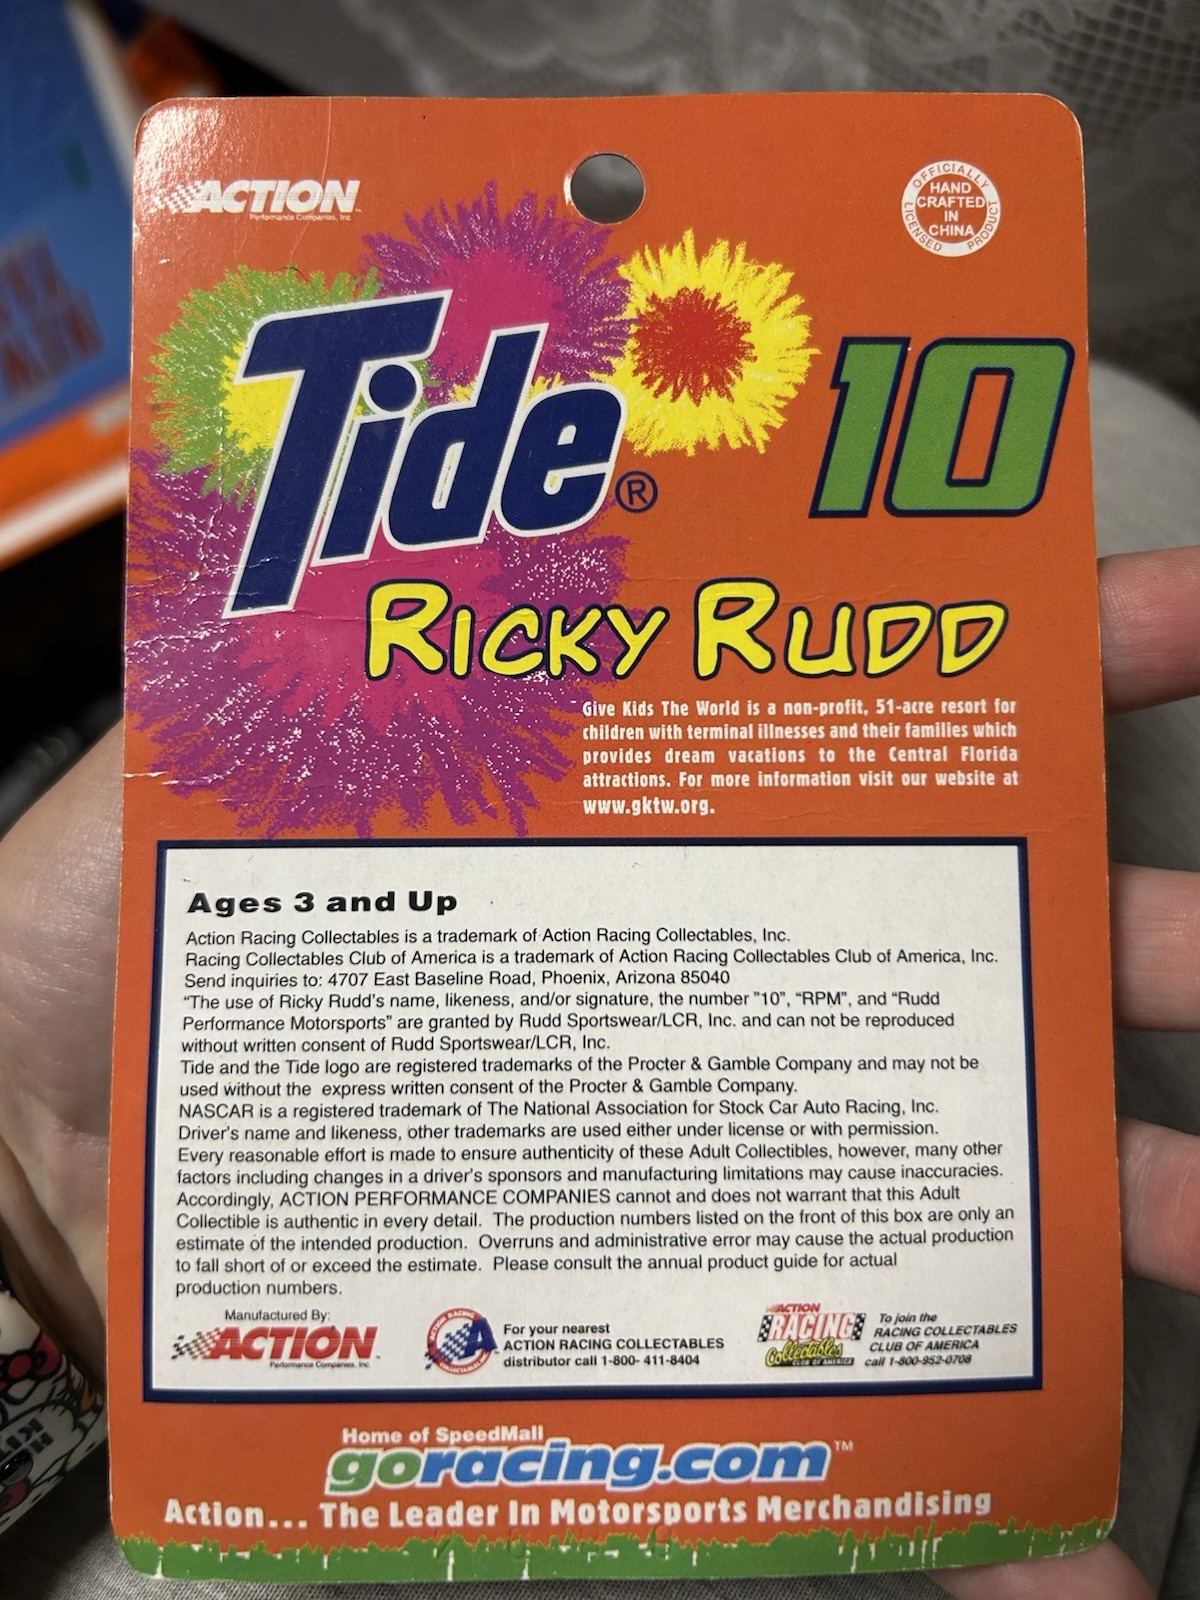 ACTION
Performance Companies, Inc.
OFFICIALLY LICENSED PRODUCT
HAND
CRAFTED
IN
CHINA
Tide®
10
RICKY RUDD
Give Kids The World is a non-profit, 51-acre resort for
children with terminal illnesses and their families which
provides dream vacations to the Central Florida
attractions. For more information visit our website at
www.gktw.org.
Ages 3 and Up
Action Racing Collectables is a trademark of Action Racing Collectables, Inc.
Racing Collectables Club of America is a trademark of Action Racing Collectables Club of America, Inc.
Send inquiries to: 4707 East Baseline Road, Phoenix, Arizona 85040
“The use of Ricky Rudd's name, likeness, and/or signature, the number "10", “RPM”, and “Rudd
Performance Motorsports” are granted by Rudd Sportswear/LCR, Inc. and can not be reproduced
without written consent of Rudd Sportswear/LCR, Inc.
Tide and the Tide logo are registered trademarks of the Procter & Gamble Company and may not be
used without the express written consent of the Procter & Gamble Company.
NASCAR is a registered trademark of The National Association for Stock Car Auto Racing, Inc.
Driver's name and likeness, other trademarks are used either under license or with permission.
Every reasonable effort is made to ensure authenticity of these Adult Collectibles, however, many other
factors including changes in a driver's sponsors and manufacturing limitations may cause inaccuracies.
Accordingly, ACTION PERFORMANCE COMPANIES cannot and does not warrant that this Adult
Collectible is authentic in every detail. The production numbers listed on the front of this box are only an
estimate of the intended production. Overruns and administrative error may cause the actual production
to fall short of or exceed the estimate. Please consult the annual product guide for actual
production numbers.
Manufactured By:
ACTION
Performance Companies, Inc.
ACTION RACING
COLLECTABLES
For your nearest
ACTION RACING COLLECTABLES
distributor call 1-800- 411-8404
ACTION
RACING
Collectables
CLUB OF AMERICA
To join the
RACING COLLECTABLES
CLUB OF AMERICA
call 1-800-952-0708
Home of SpeedMall
goracing.com™
Action... The Leader In Motorsports Merchandising